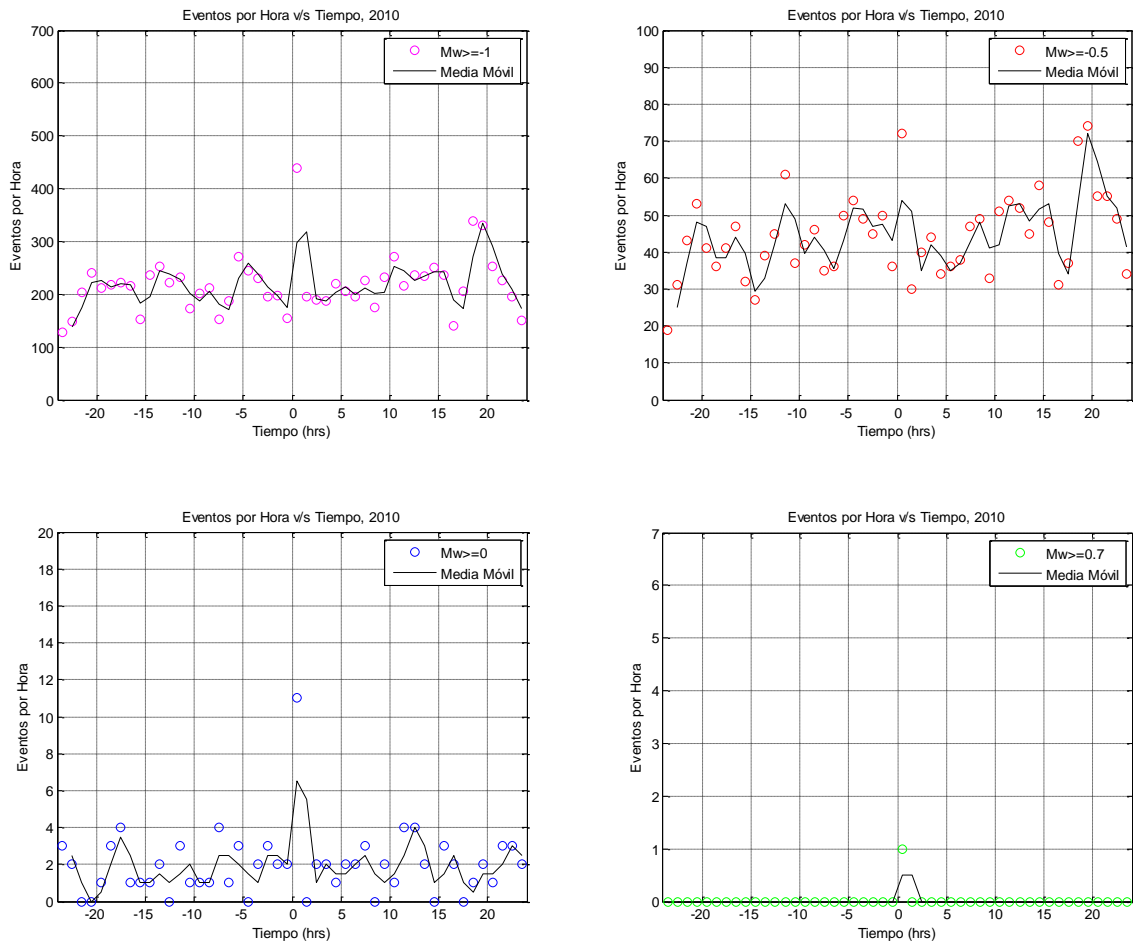 Eventos por Hora v/s Tiempo, 2010
Eventos por Hora
700
600
500
400
300
200
100
0
Mw>=-1
Media Móvil
-20 -15 -10 -5 0 5 10 15 20
Tiempo (hrs)
Eventos por Hora v/s Tiempo, 2010
Eventos por Hora
100
90
80
70
60
50
40
30
20
10
0
Mw>=-0.5
Media Móvil
-20 -15 -10 -5 0 5 10 15 20
Tiempo (hrs)
Eventos por Hora v/s Tiempo, 2010
Eventos por Hora
20
18
16
14
12
10
8
6
4
2
0
Mw>=0
Media Móvil
-20 -15 -10 -5 0 5 10 15 20
Tiempo (hrs)
Eventos por Hora v/s Tiempo, 2010
Eventos por Hora
7
6
5
4
3
2
1
0
Mw>=0.7
Media Móvil
-20 -15 -10 -5 0 5 10 15 20
Tiempo (hrs)